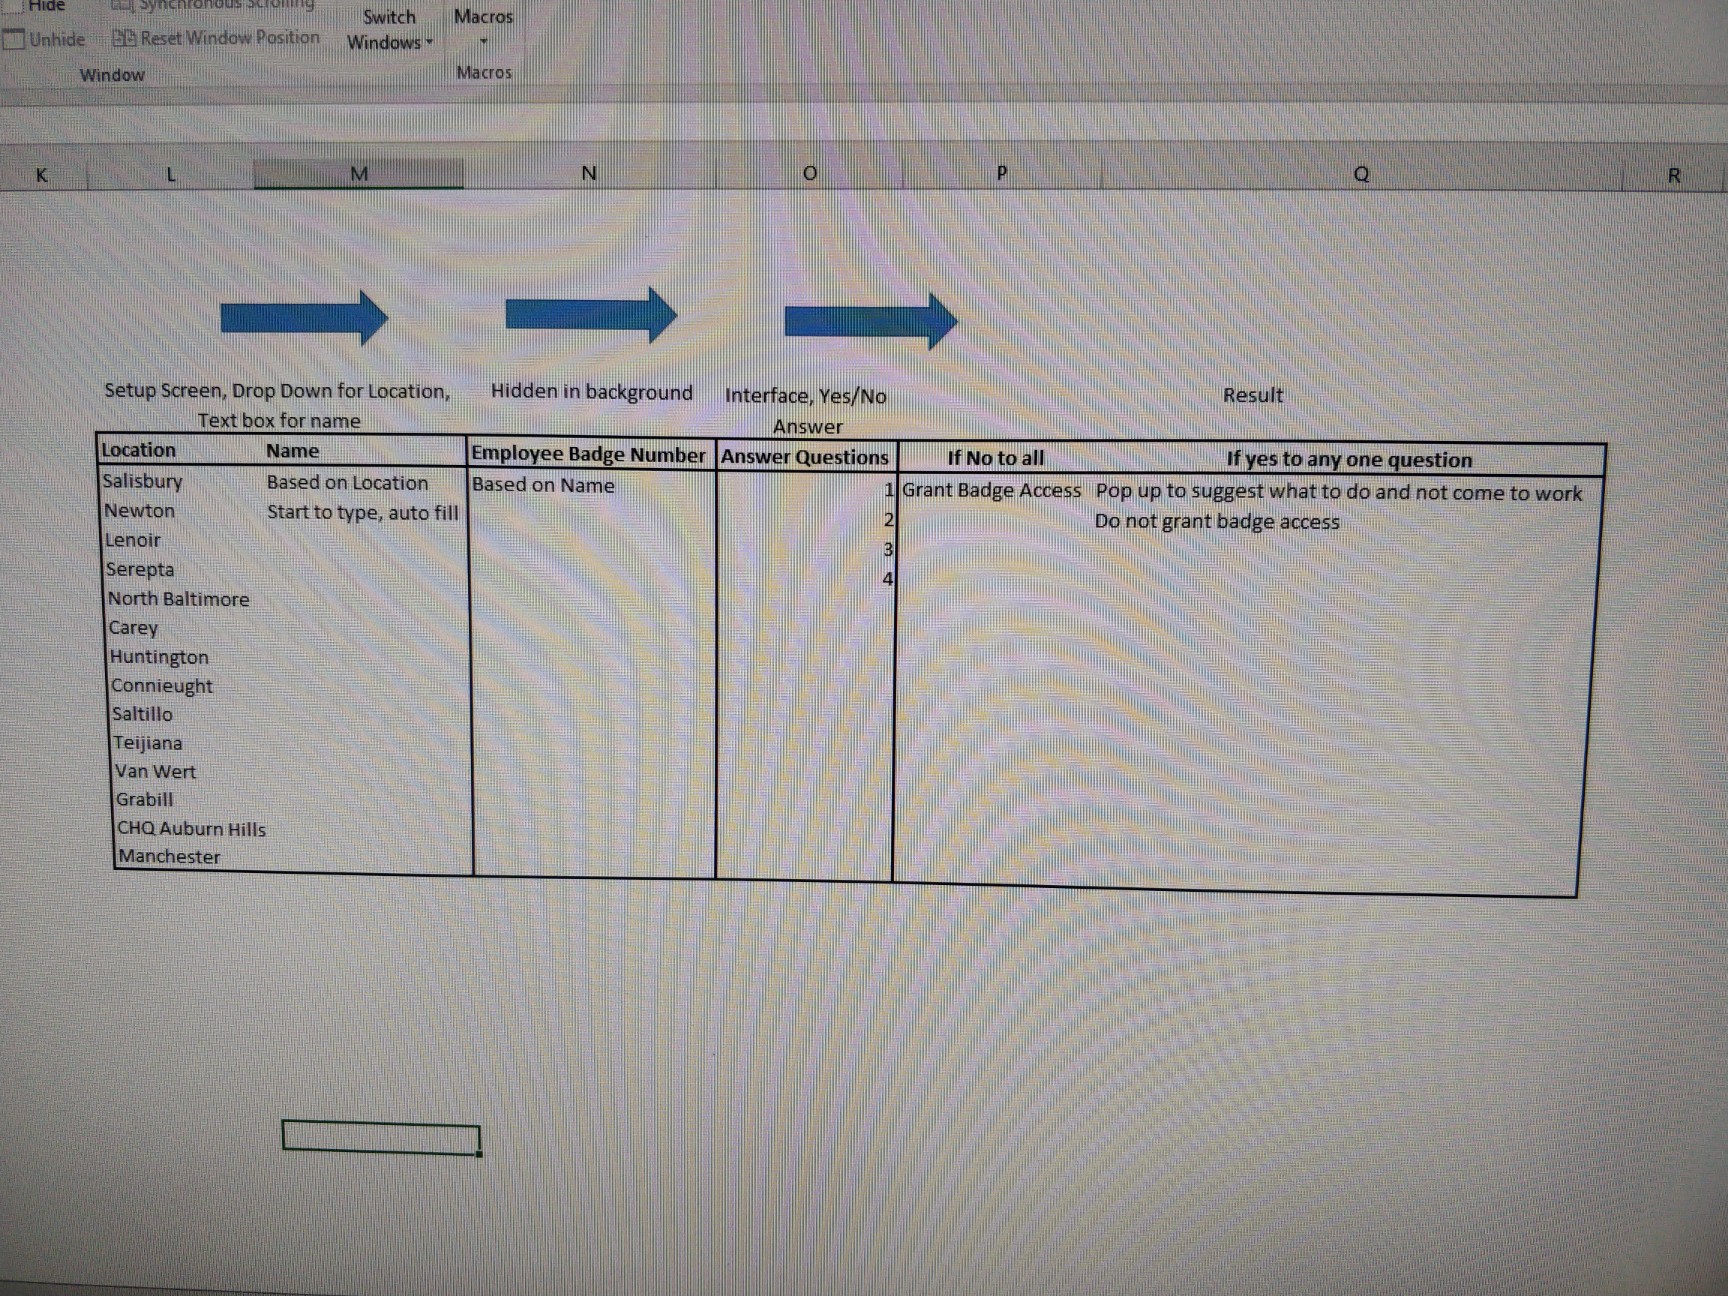 Hide
Synchronous Scrolling
Unhide
Reset Window Position
Switch
Windows
Macros
Window
Macros
K L M N O P Q R
Setup Screen, Drop Down for Location,
Text box for name
Hidden in background
Interface, Yes/No
Answer
Result
Location Name Employee Badge Number Answer Questions If No to all If yes to any one question
Salisbury Based on Location Based on Name 1 Grant Badge Access Pop up to suggest what to do and not come to work
Newton Start to type, auto fill 2 Do not grant badge access
Lenoir 3
Serepta 4
North Baltimore
Carey
Huntington
Connieught
Saltillo
Teijiana
Van Wert
Grabill
CHQ Auburn Hills
Manchester